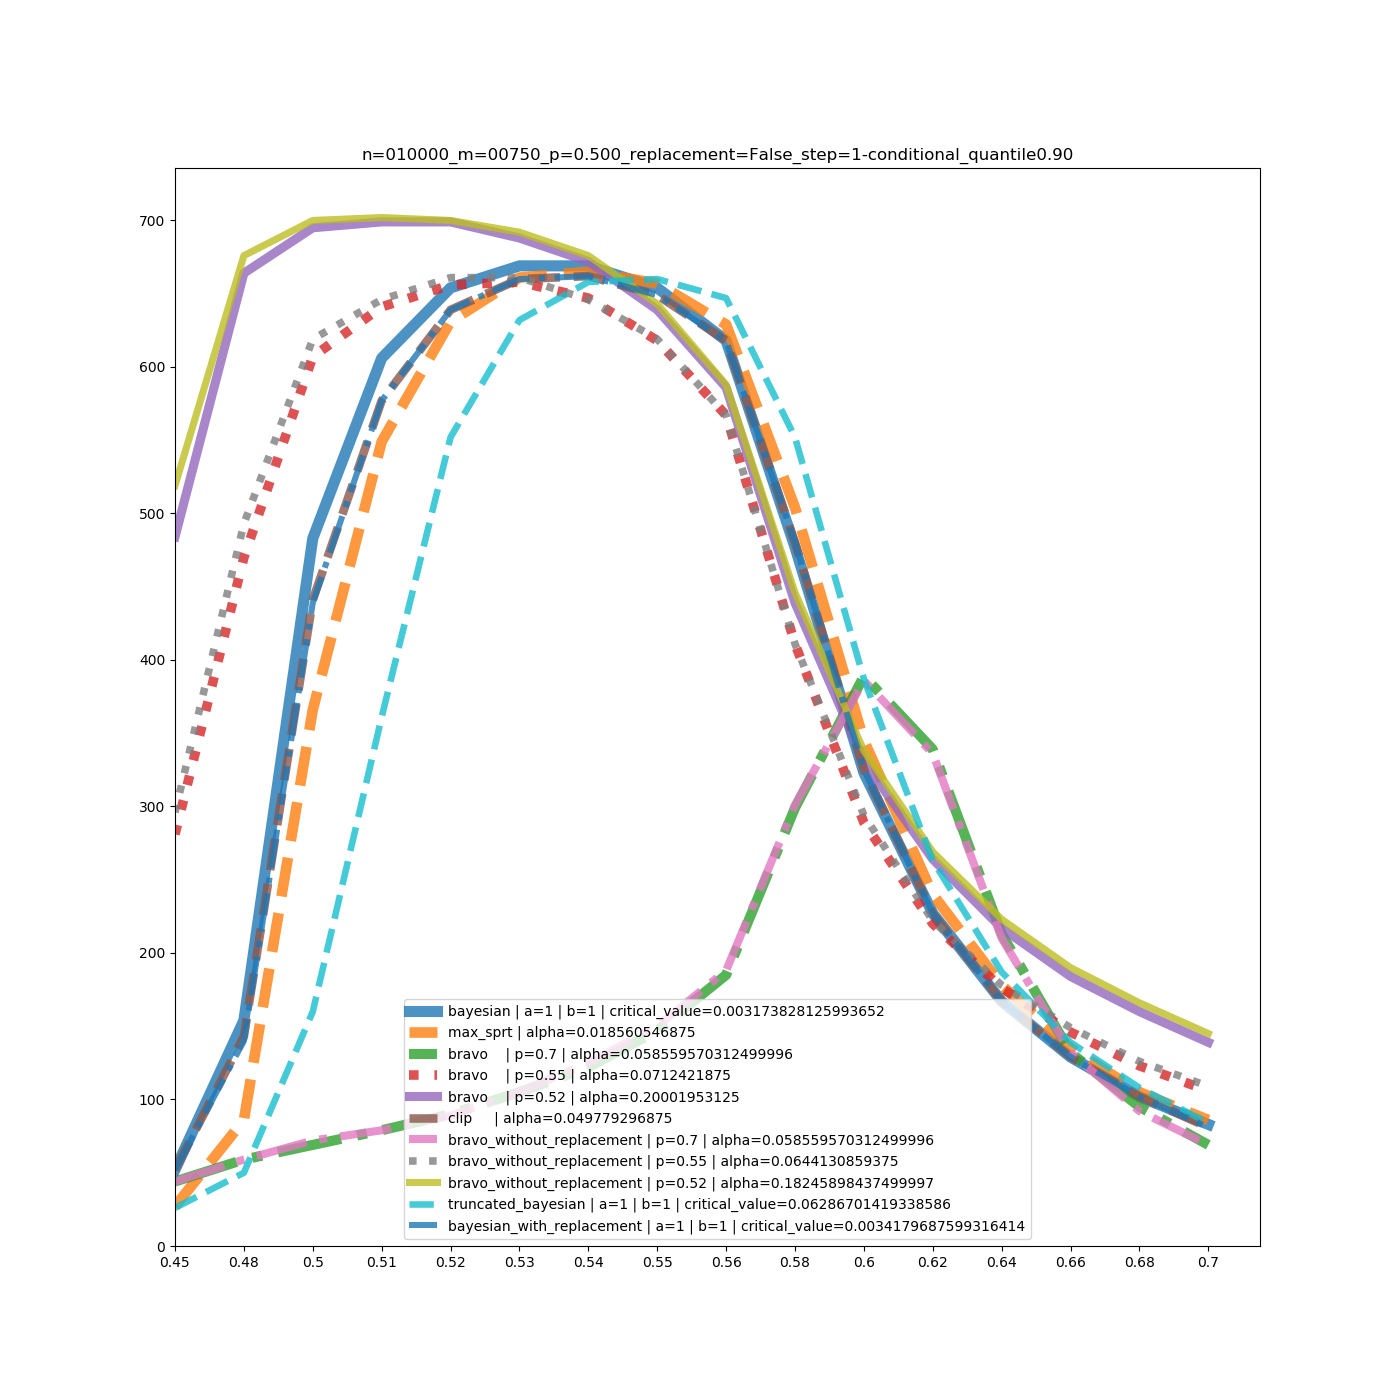 n=010000_m=00750_p=0.500_replacement=False_step=1-conditional_quantile0.90
700
600
500
400
300
200
100
0
bayesian | a=1 | b=1 | critical_value=0.003173828125993652
max_sprt | alpha=0.018560546875
bravo | p=0.7 | alpha=0.058559570312499996
bravo | p=0.55 | alpha=0.0712421875
bravo | p=0.52 | alpha=0.20001953125
clip | alpha=0.049779296875
bravo_without_replacement | p=0.7 | alpha=0.058559570312499996
bravo_without_replacement | p=0.55 | alpha=0.0644130859375
bravo_without_replacement | p=0.52 | alpha=0.18245898437499997
truncated_bayesian | a=1 | b=1 | critical_value=0.06286701419338586
bayesian_with_replacement | a=1 | b=1 | critical_value=0.0034179687599316414
0.45 0.48 0.5 0.51 0.52 0.53 0.54 0.55 0.56 0.58 0.6 0.62 0.64 0.66 0.68 0.7